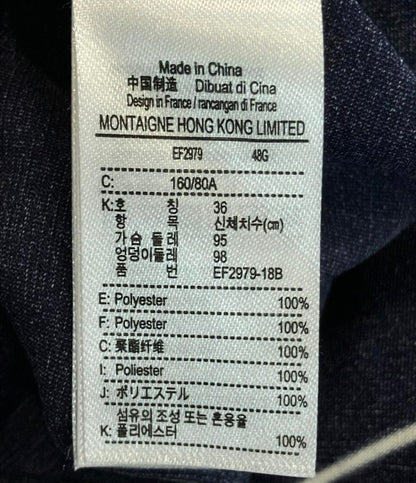 Made in China
中国制造 Dibuat di Cina
Design in France / rancangan di France
MONTAIGNE HONG KONG LIMITED
EF2979 48G
C: 160/80A
K: 호 칭 36
항 목 신체치수(cm)
가슴 둘레 95
엉덩이둘레 98
품 번 EF2979-18B
E: Polyester 100%
F: Polyester 100%
C: 聚酯纤维 100%
I: Poliester 100%
J: ポリエステル 100%
섬유의 조성 또는 혼용율
K: 폴리에스터 100%